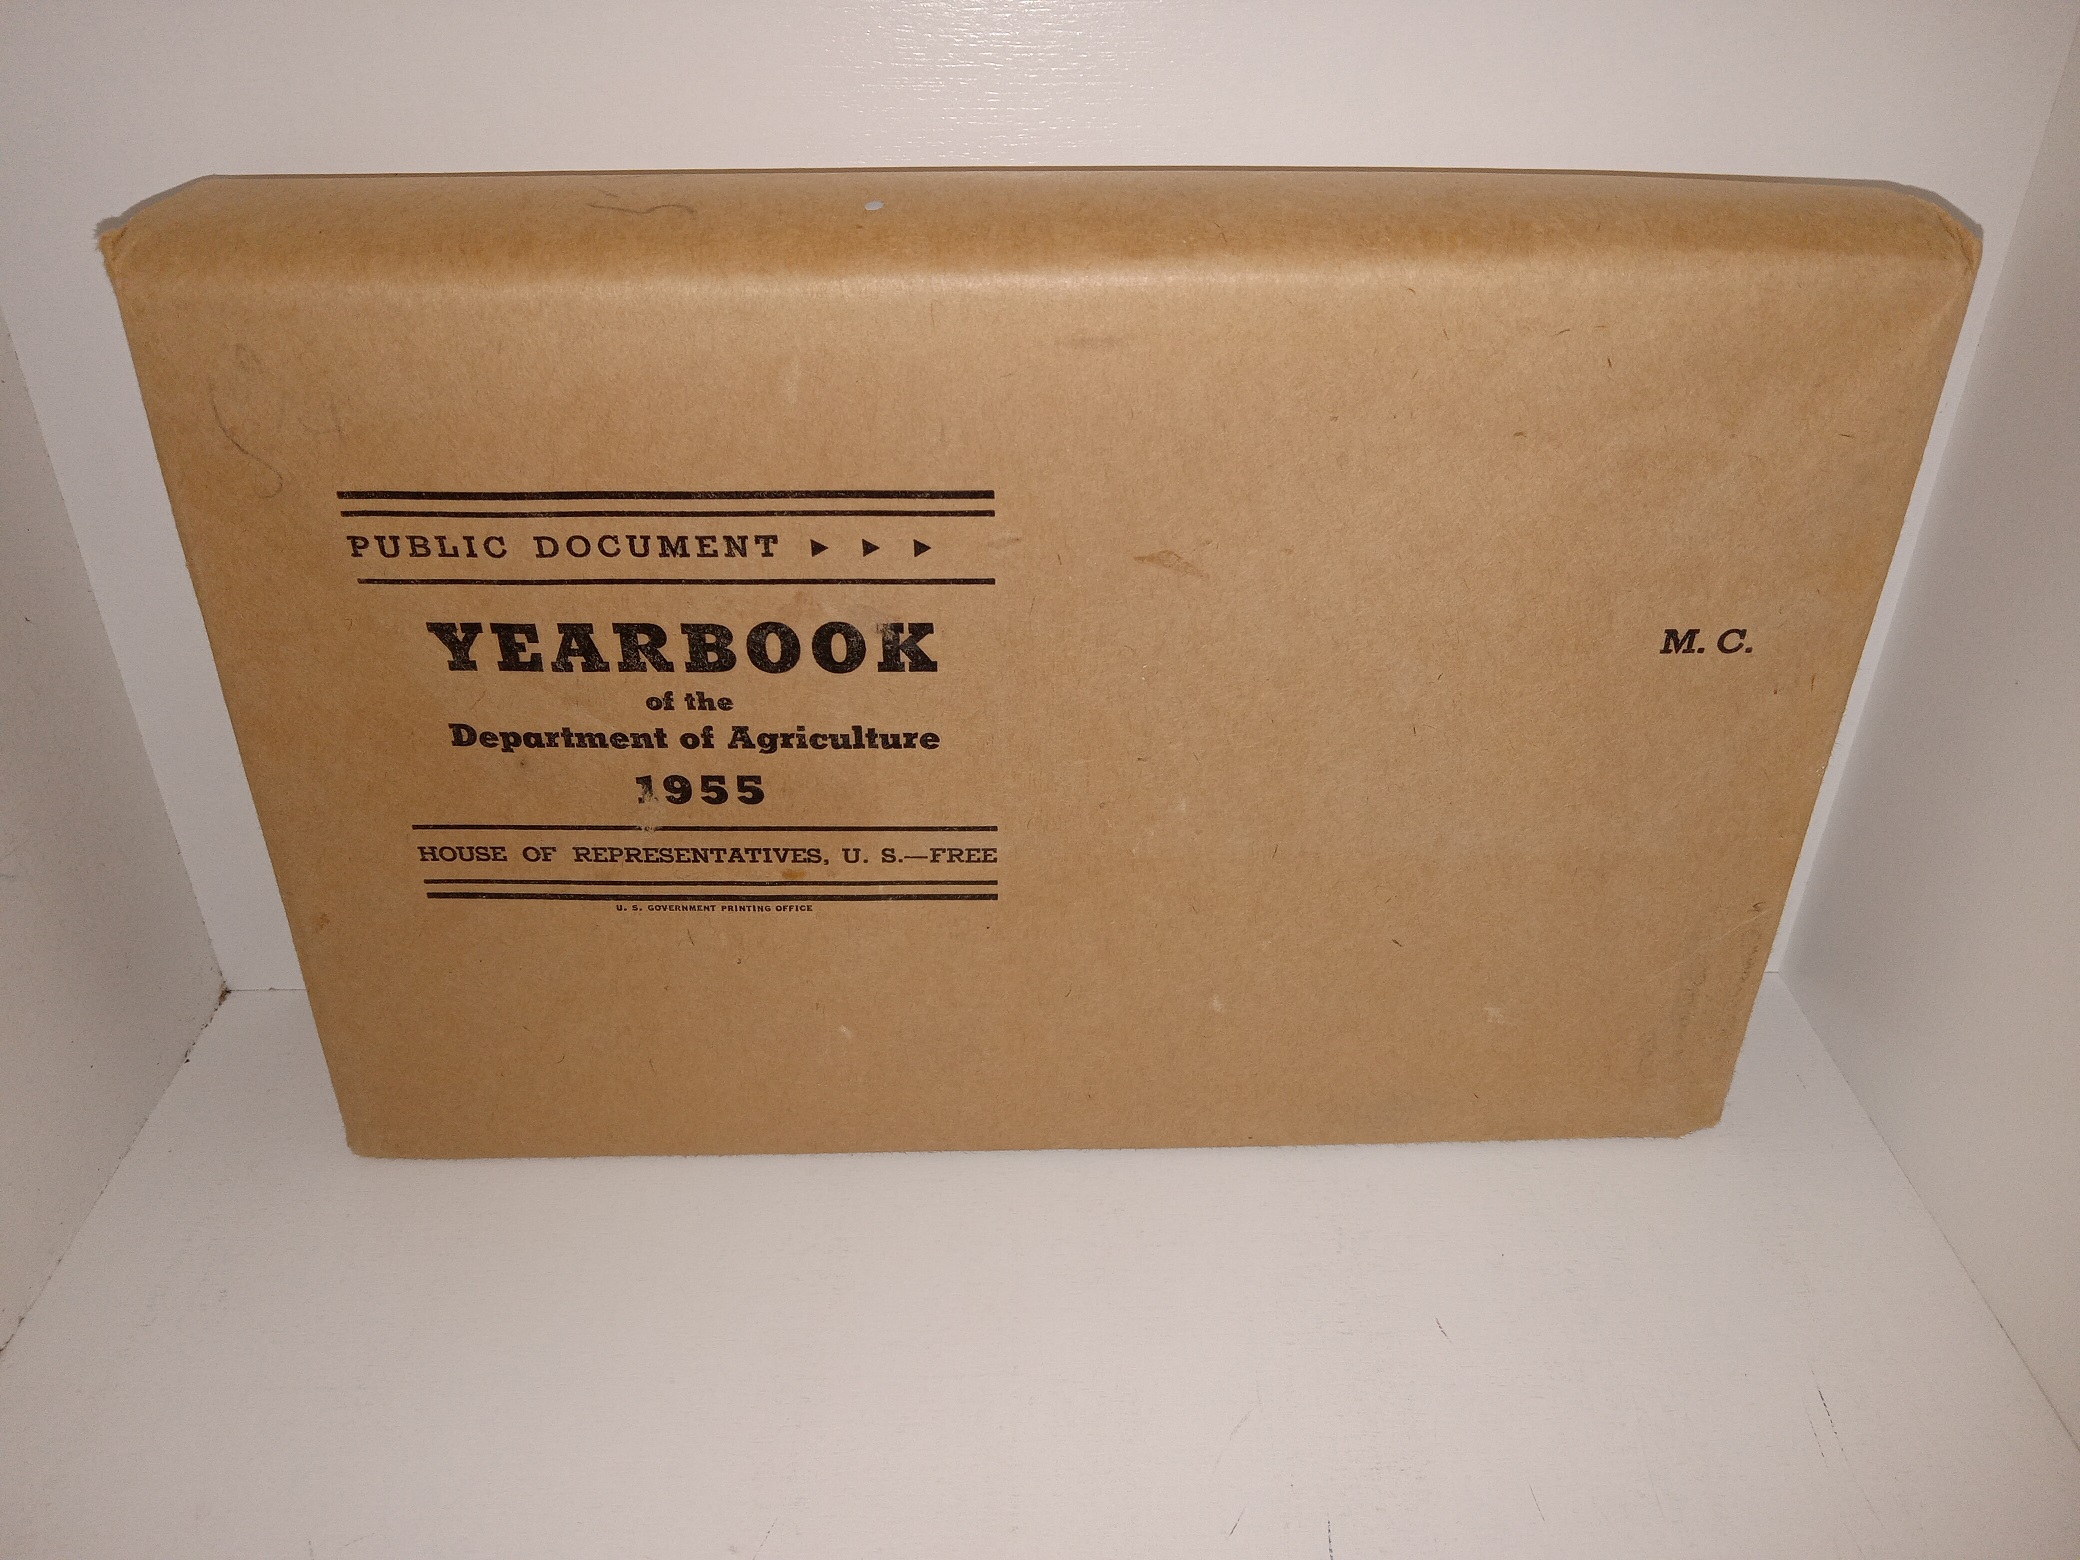 PUBLIC DOCUMENT ▶ ▶ ▶
YEARBOOK
of the
Department of Agriculture
1955
M. C.
HOUSE OF REPRESENTATIVES, U. S.—FREE
U. S. GOVERNMENT PRINTING OFFICE